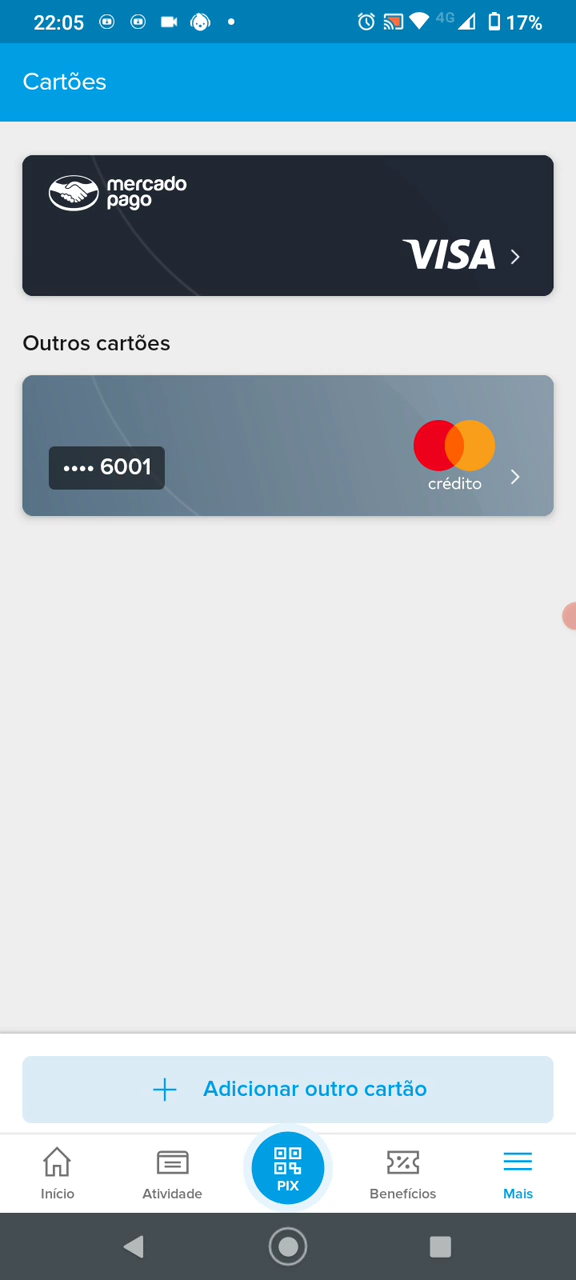 22:05
4G
17%
Cartões
mercado
pago
VISA
Outros cartões
•••• 6001
crédito
Adicionar outro cartão
PIX
Início
Atividade
Benefícios
Mais